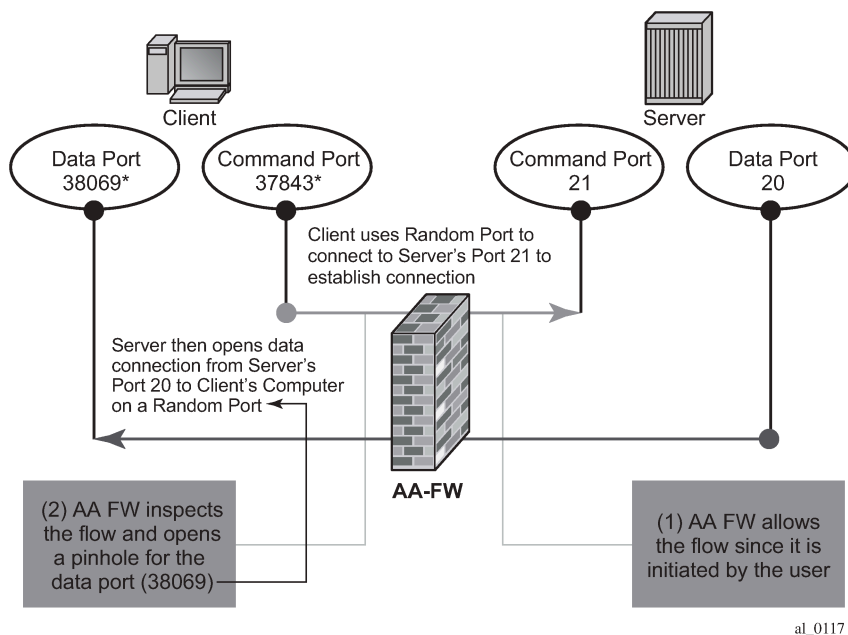 Client
Server
Data Port
38069*
Command Port
37843*
Command Port
21
Data Port
20
Client uses Random Port to
connect to Server's Port 21 to
establish connection
Server then opens data
connection from Server's
Port 20 to Client's Computer
on a Random Port
AA-FW
(2) AA FW inspects
the flow and opens
a pinhole for the
data port (38069)
(1) AA FW allows
the flow since it is
initiated by the user
al_0117